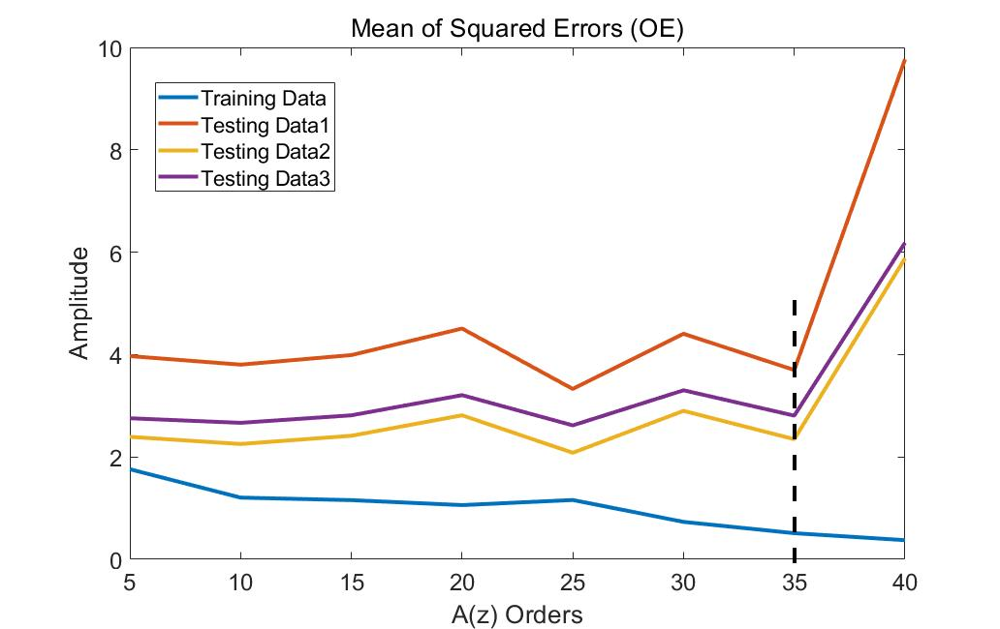 Mean of Squared Errors (OE)
10
8
6
4
2
0
Amplitude
Training Data
Testing Data1
Testing Data2
Testing Data3
5 10 15 20 25 30 35 40
A(z) Orders